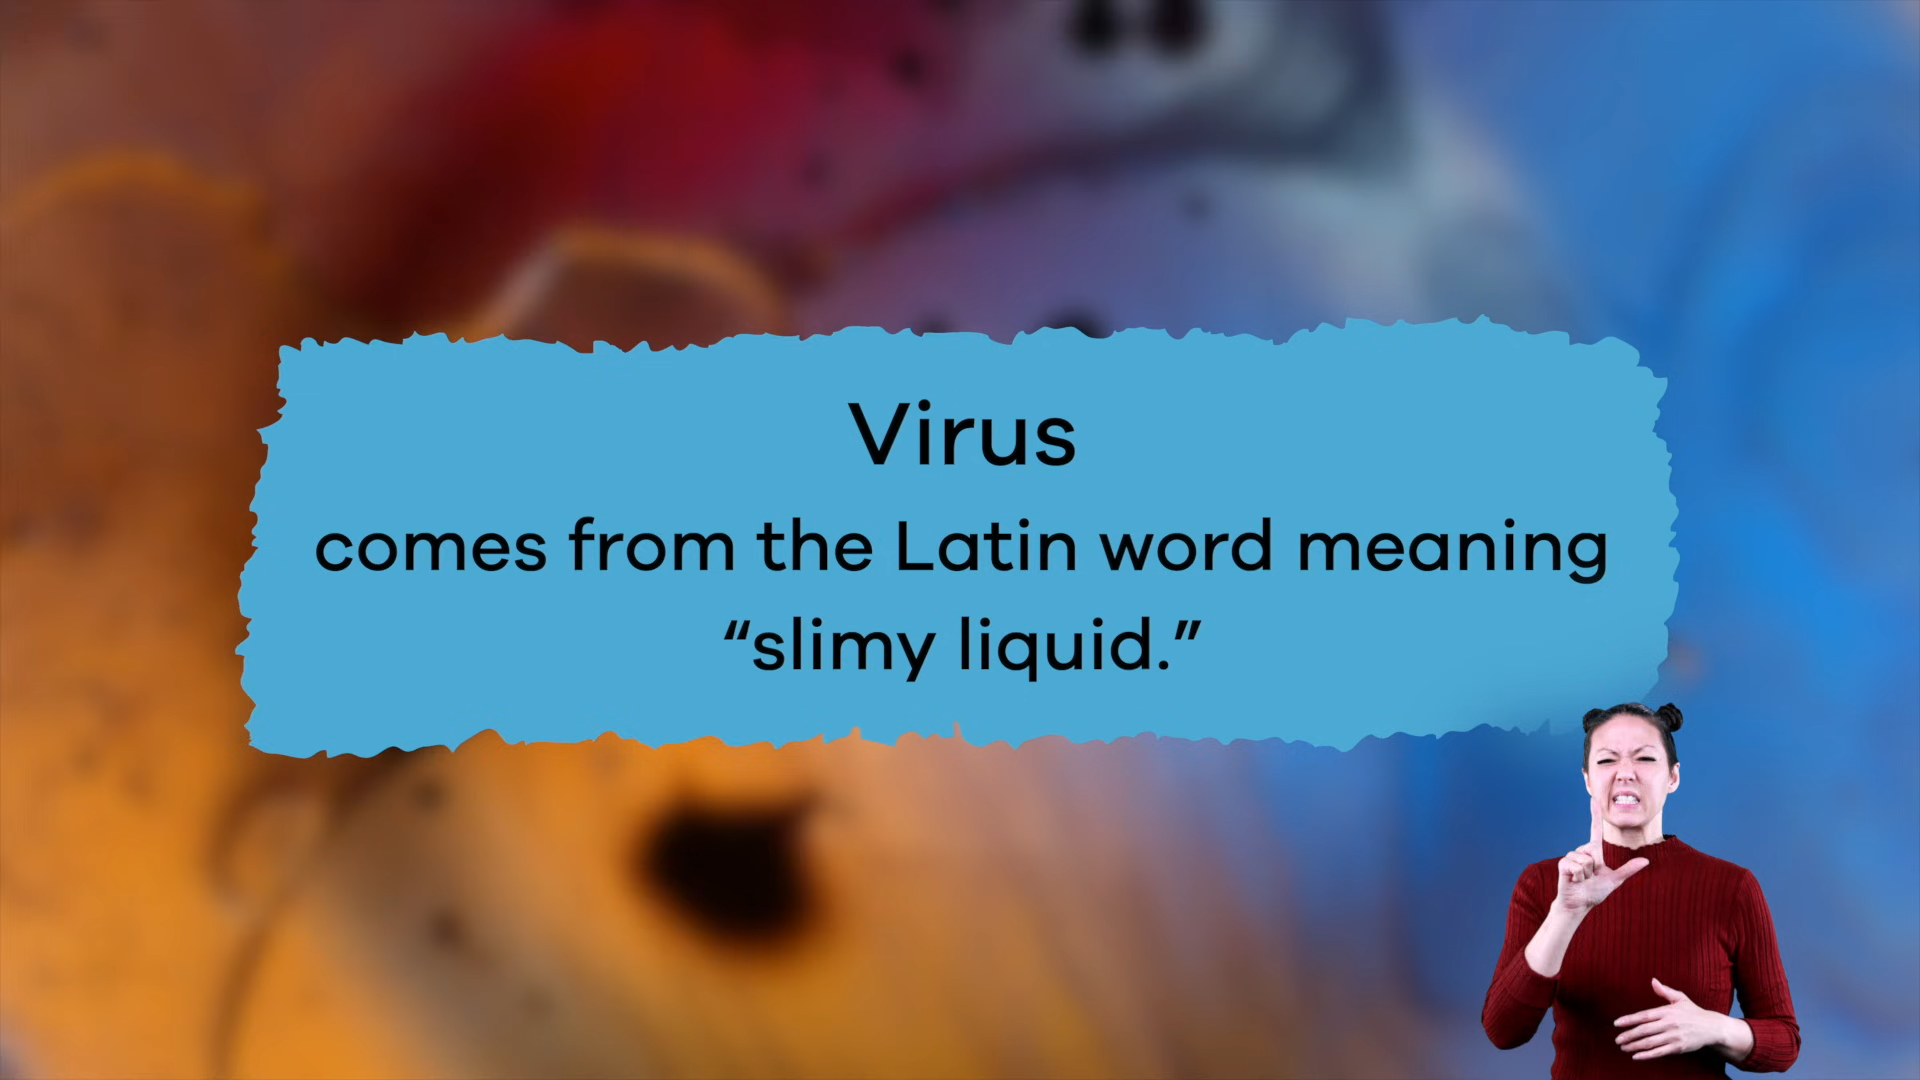 Virus
comes from the Latin word meaning
“slimy liquid.”